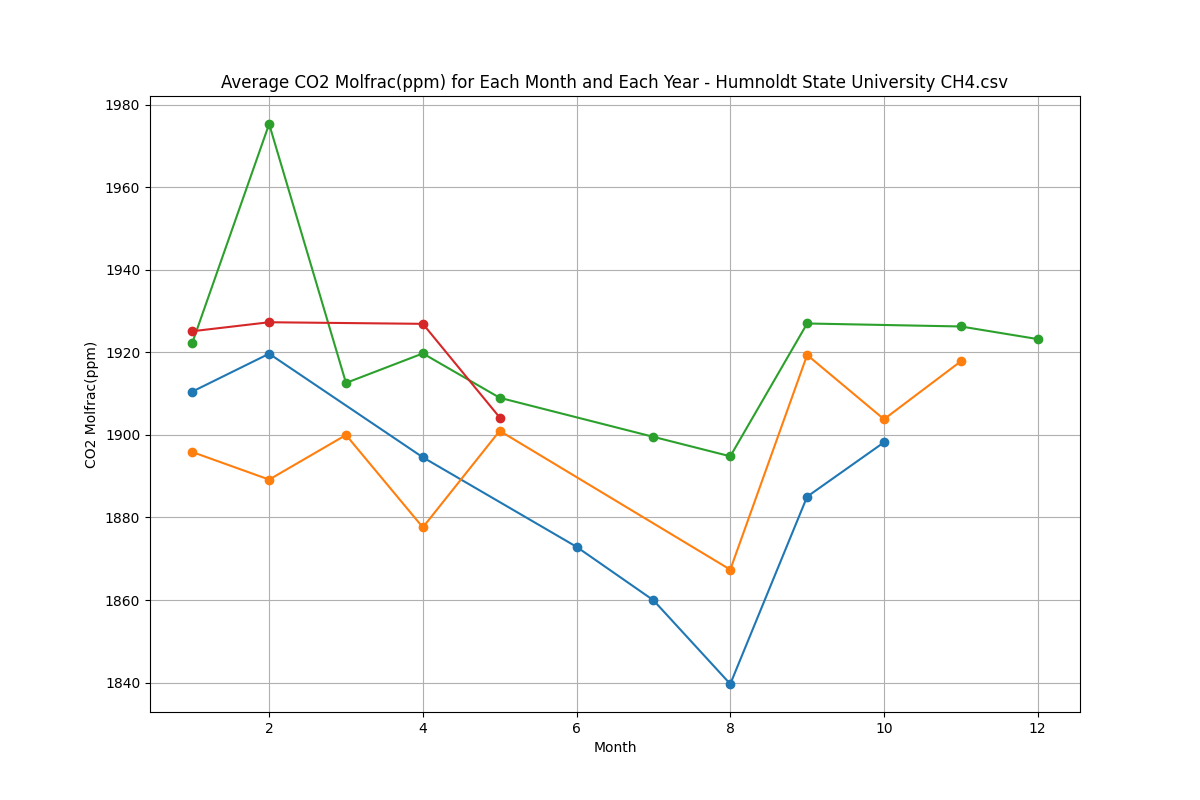 Average CO2 Molfrac(ppm) for Each Month and Each Year - Humnoldt State University CH4.csv
1980
1960
1940
1920
1900
1880
1860
1840
CO2 Molfrac(ppm)
2 4 6 8 10 12
Month